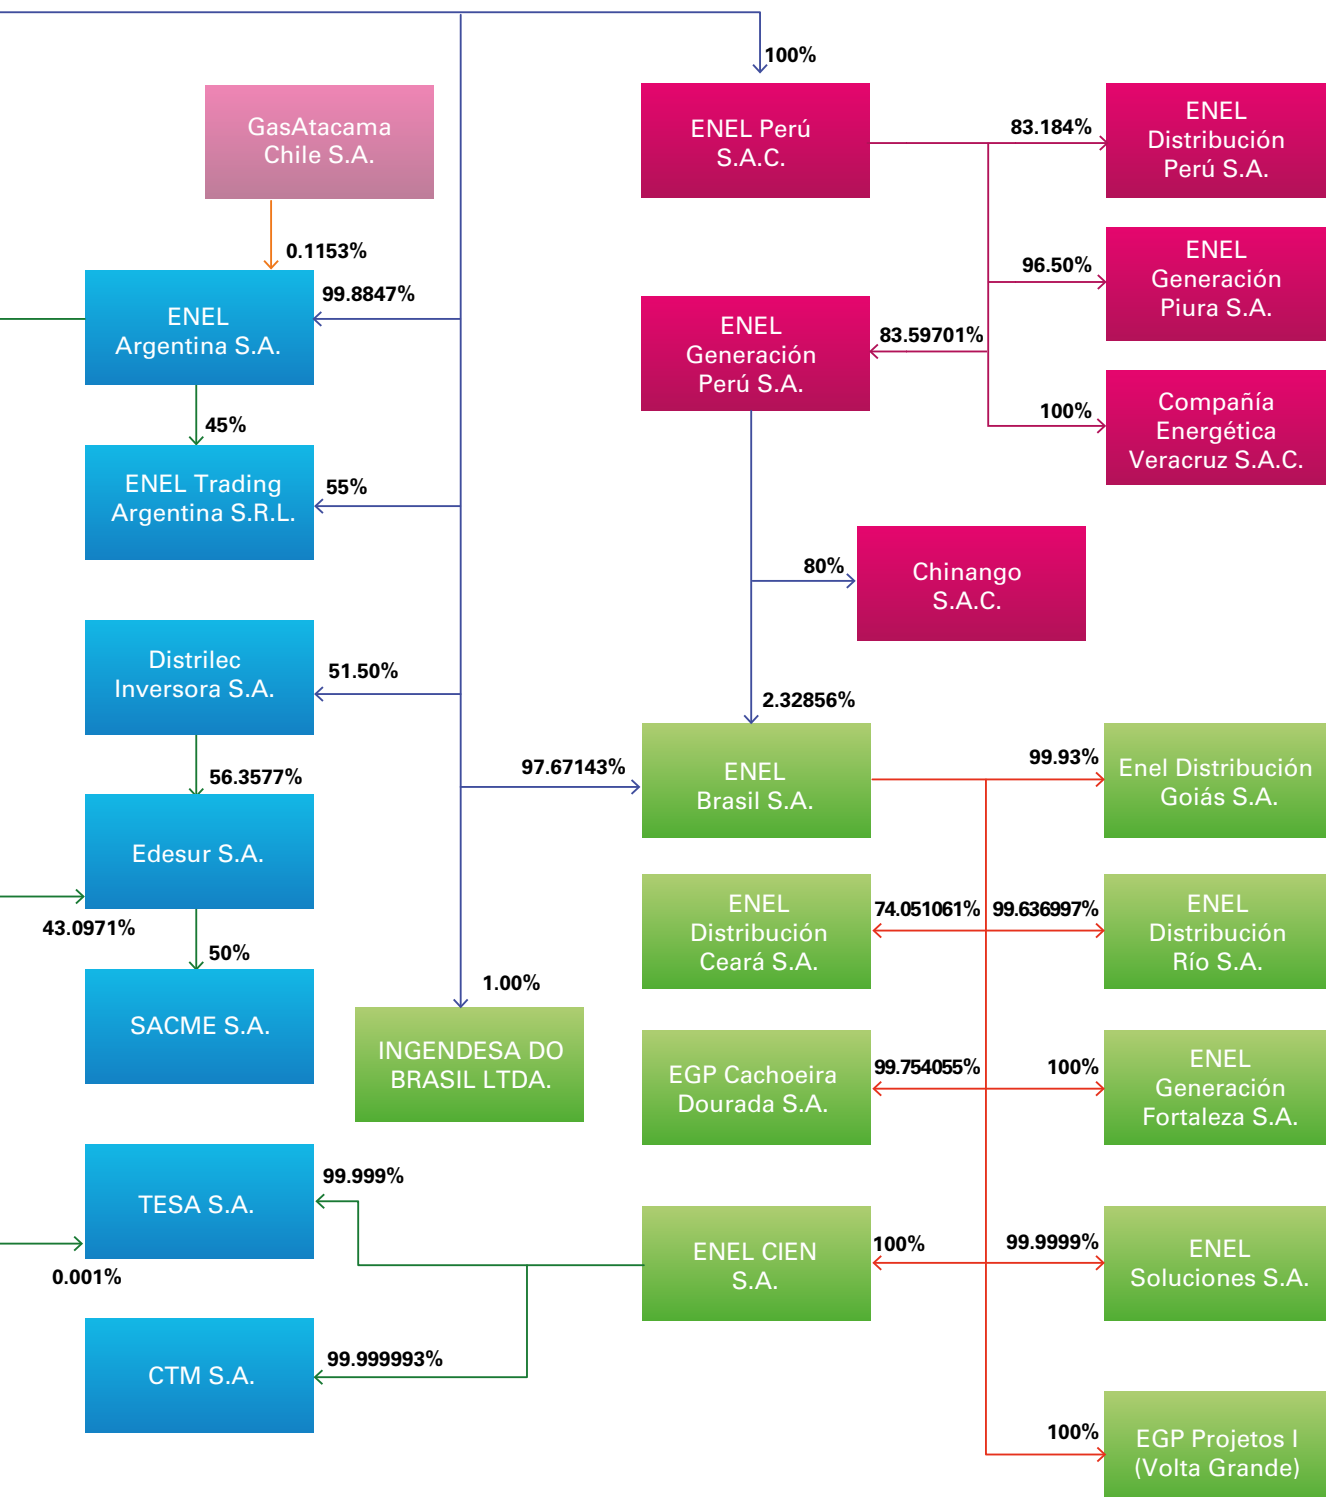 100%
GasAtacama
Chile S.A.
ENEL Perú
S.A.C.
83.184%
ENEL
Distribución
Perú S.A.
0.1153%
ENEL
Argentina S.A.
99.8847%
96.50%
ENEL
Generación
Piura S.A.
ENEL
Generación
Perú S.A.
83.59701%
45%
100%
Compañía
Energética
Veracruz S.A.C.
ENEL Trading
Argentina S.R.L.
55%
80%
Chinango
S.A.C.
Distrilec
Inversora S.A.
51.50%
2.32856%
56.3577%
97.67143%
ENEL
Brasil S.A.
99.93%
Enel Distribución
Goiás S.A.
Edesur S.A.
43.0971%
50%
ENEL
Distribución
Ceará S.A.
74.051061%
99.636997%
ENEL
Distribución
Río S.A.
SACME S.A.
1.00%
INGENDESA DO
BRASIL LTDA.
EGP Cachoeira
Dourada S.A.
99.754055%
100%
ENEL
Generación
Fortaleza S.A.
TESA S.A.
99.999%
0.001%
ENEL CIEN
S.A.
100%
99.9999%
ENEL
Soluciones S.A.
CTM S.A.
99.999993%
100%
EGP Projetos I
(Volta Grande)